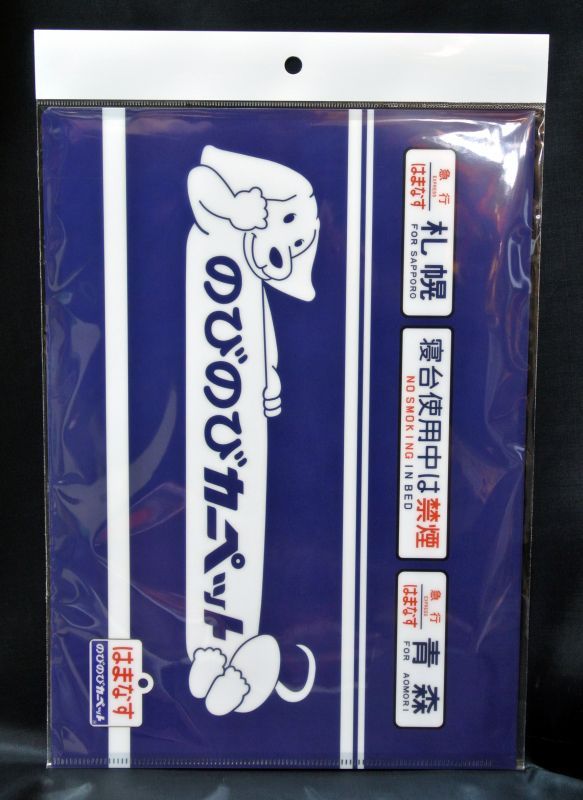 急行
EXPRESS
はまなす
札幌
FOR SAPPORO
寝台使用中は禁煙
NO SMOKING IN BED
急行
EXPRESS
はまなす
青森
FOR AOMORI
のびのびカーペット
はまなす
のびのびカーペット